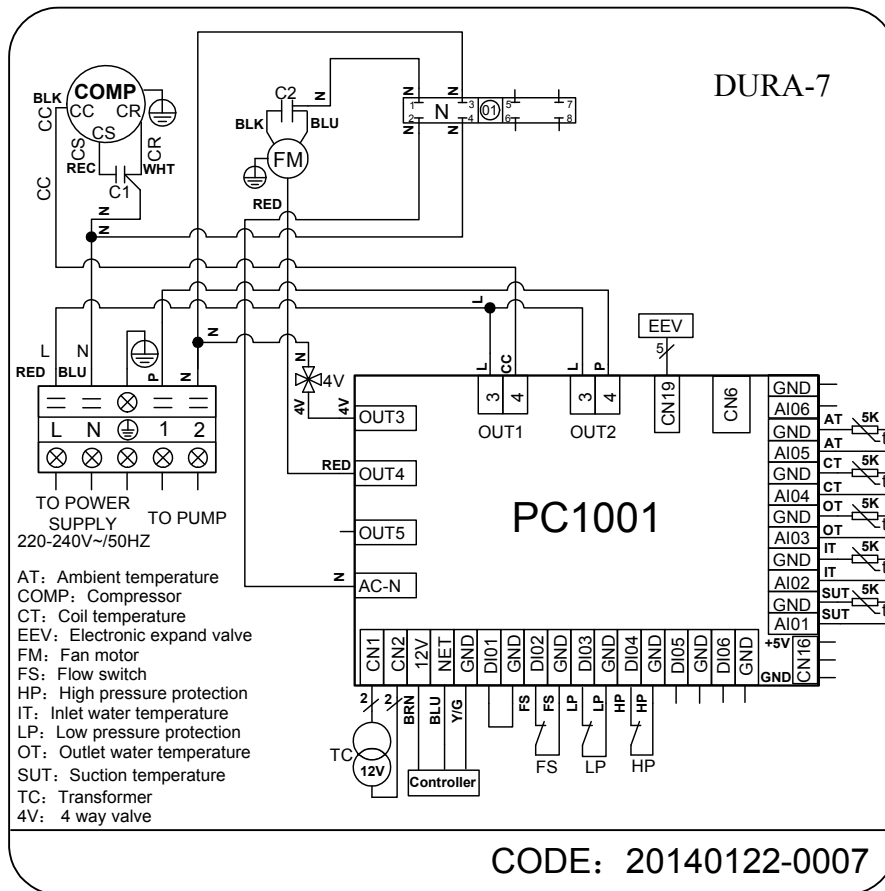 DURA-7
COMP
CC
CR
CS
BLK
CC
CS
CR
REC
WHT
C1
CC
N
N
C2
N
BLK
BLU
FM
RED
N
N
N
N
1
2
N
3
4
01
5
6
7
8
L
N
RED
BLU
P
N
N
4V
4V
4V
L
CC
L
L
P
EEV
5
L
N
1
2
TO POWER
SUPPLY
220-240V~/50HZ
TO PUMP
OUT3
RED
OUT4
OUT5
N
AC-N
3
4
OUT1
3
4
OUT2
CN19
CN6
PC1001
GND
AI06
GND
AI05
GND
AI04
GND
AI03
GND
AI02
GND
AI01
CN16
+5V
GND
AT
5K
t
AT
CT
5K
t
CT
OT
5K
t
OT
IT
5K
t
IT
SUT
5K
t
SUT
CN1
CN2
12V
NET
GND
DI01
GND
DI02
GND
DI03
GND
DI04
GND
DI05
GND
DI06
GND
2
2
BRN
BLU
Y/G
FS
FS
LP
LP
HP
HP
TC
12V
Controller
FS
LP
HP
AT：Ambient temperature
COMP：Compressor
CT：Coil temperature
EEV：Electronic expand valve
FM：Fan motor
FS：Flow switch
HP：High pressure protection
IT：Inlet water temperature
LP：Low pressure protection
OT：Outlet water temperature
SUT：Suction temperature
TC：Transformer
4V：4 way valve
CODE：20140122-0007